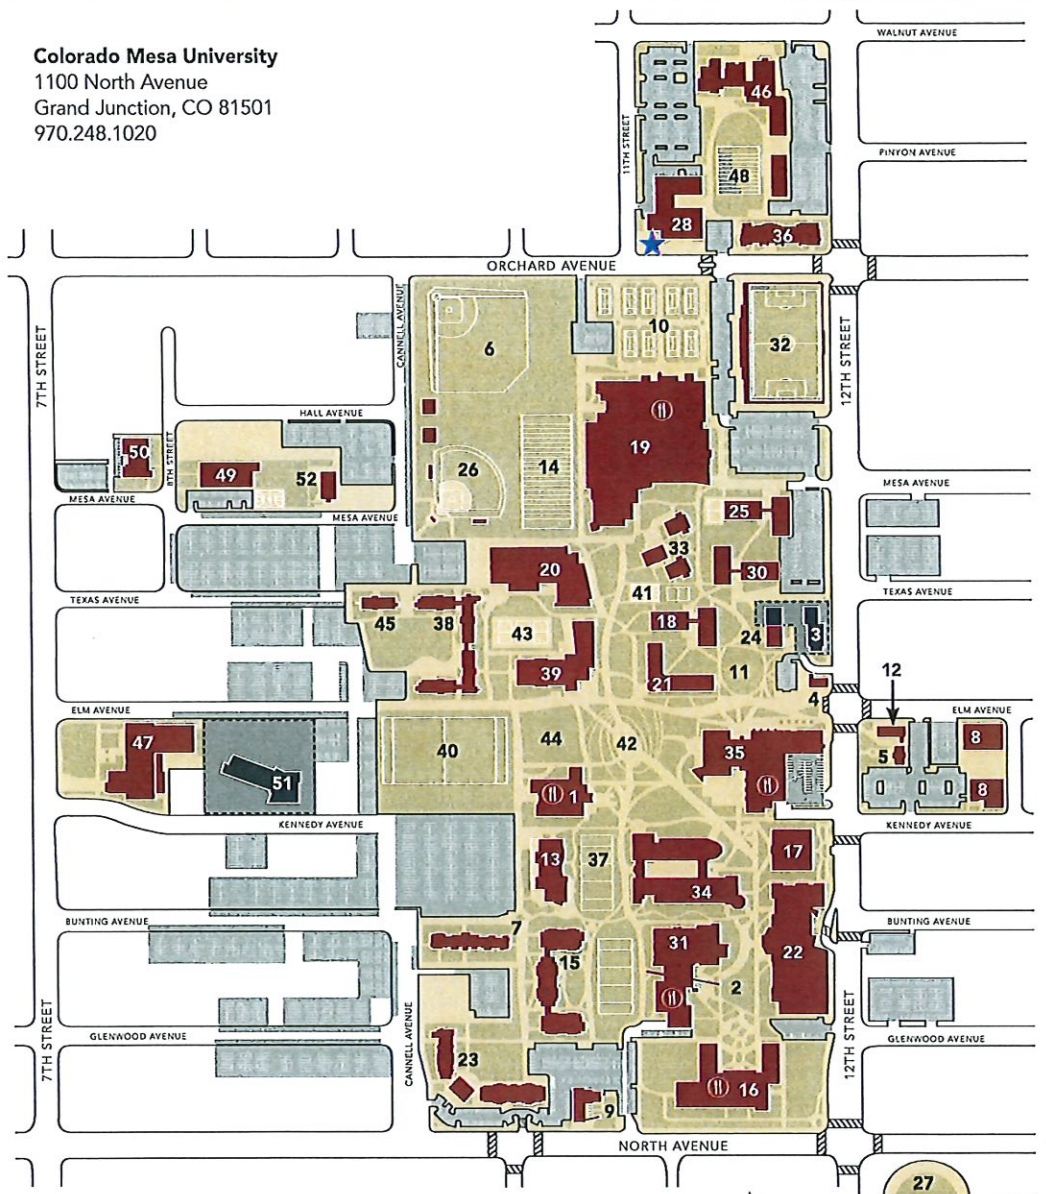 Colorado Mesa University
1100 North Avenue
Grand Junction, CO 81501
970.248.1020
WALNUT AVENUE
46
11TH STREET
PINYON AVENUE
48
28
36
ORCHARD AVENUE
CANNELL AVENUE
7TH STREET
12TH STREET
10
6
32
HALL AVENUE
19
50
8TH STREET
49
52
26
14
MESA AVENUE
MESA AVENUE
MESA AVENUE
25
33
20
30
41
TEXAS AVENUE
TEXAS AVENUE
45
38
43
18
24
3
39
21
11
4
12
ELM AVENUE
ELM AVENUE
47
40
44
42
35
5
8
51
1
8
KENNEDY AVENUE
KENNEDY AVENUE
13
37
17
34
BUNTING AVENUE
BUNTING AVENUE
7
15
31
22
2
7TH STREET
CANNELL AVENUE
12TH STREET
GLENWOOD AVENUE
GLENWOOD AVENUE
23
16
9
NORTH AVENUE
27